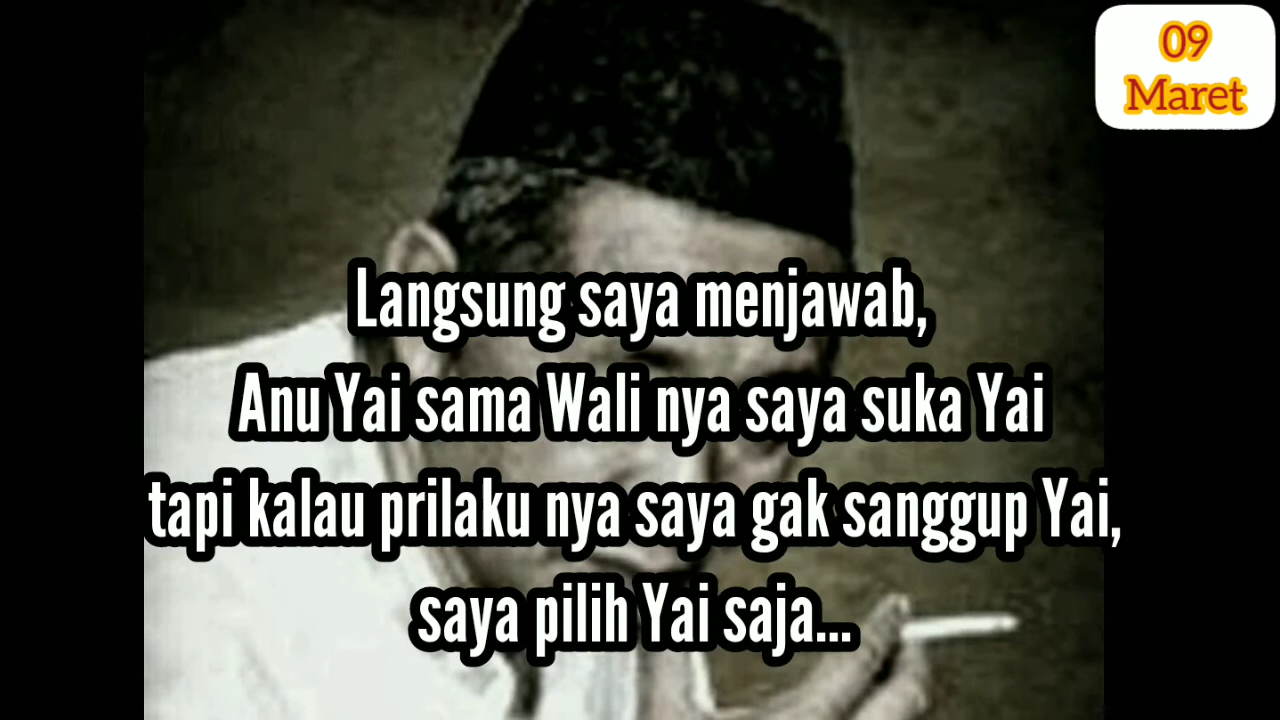 09
Maret
Langsung saya menjawab,
Anu Yai sama Wali nya saya suka Yai
tapi kalau prilaku nya saya gak sanggup Yai,
saya pilih Yai saja...